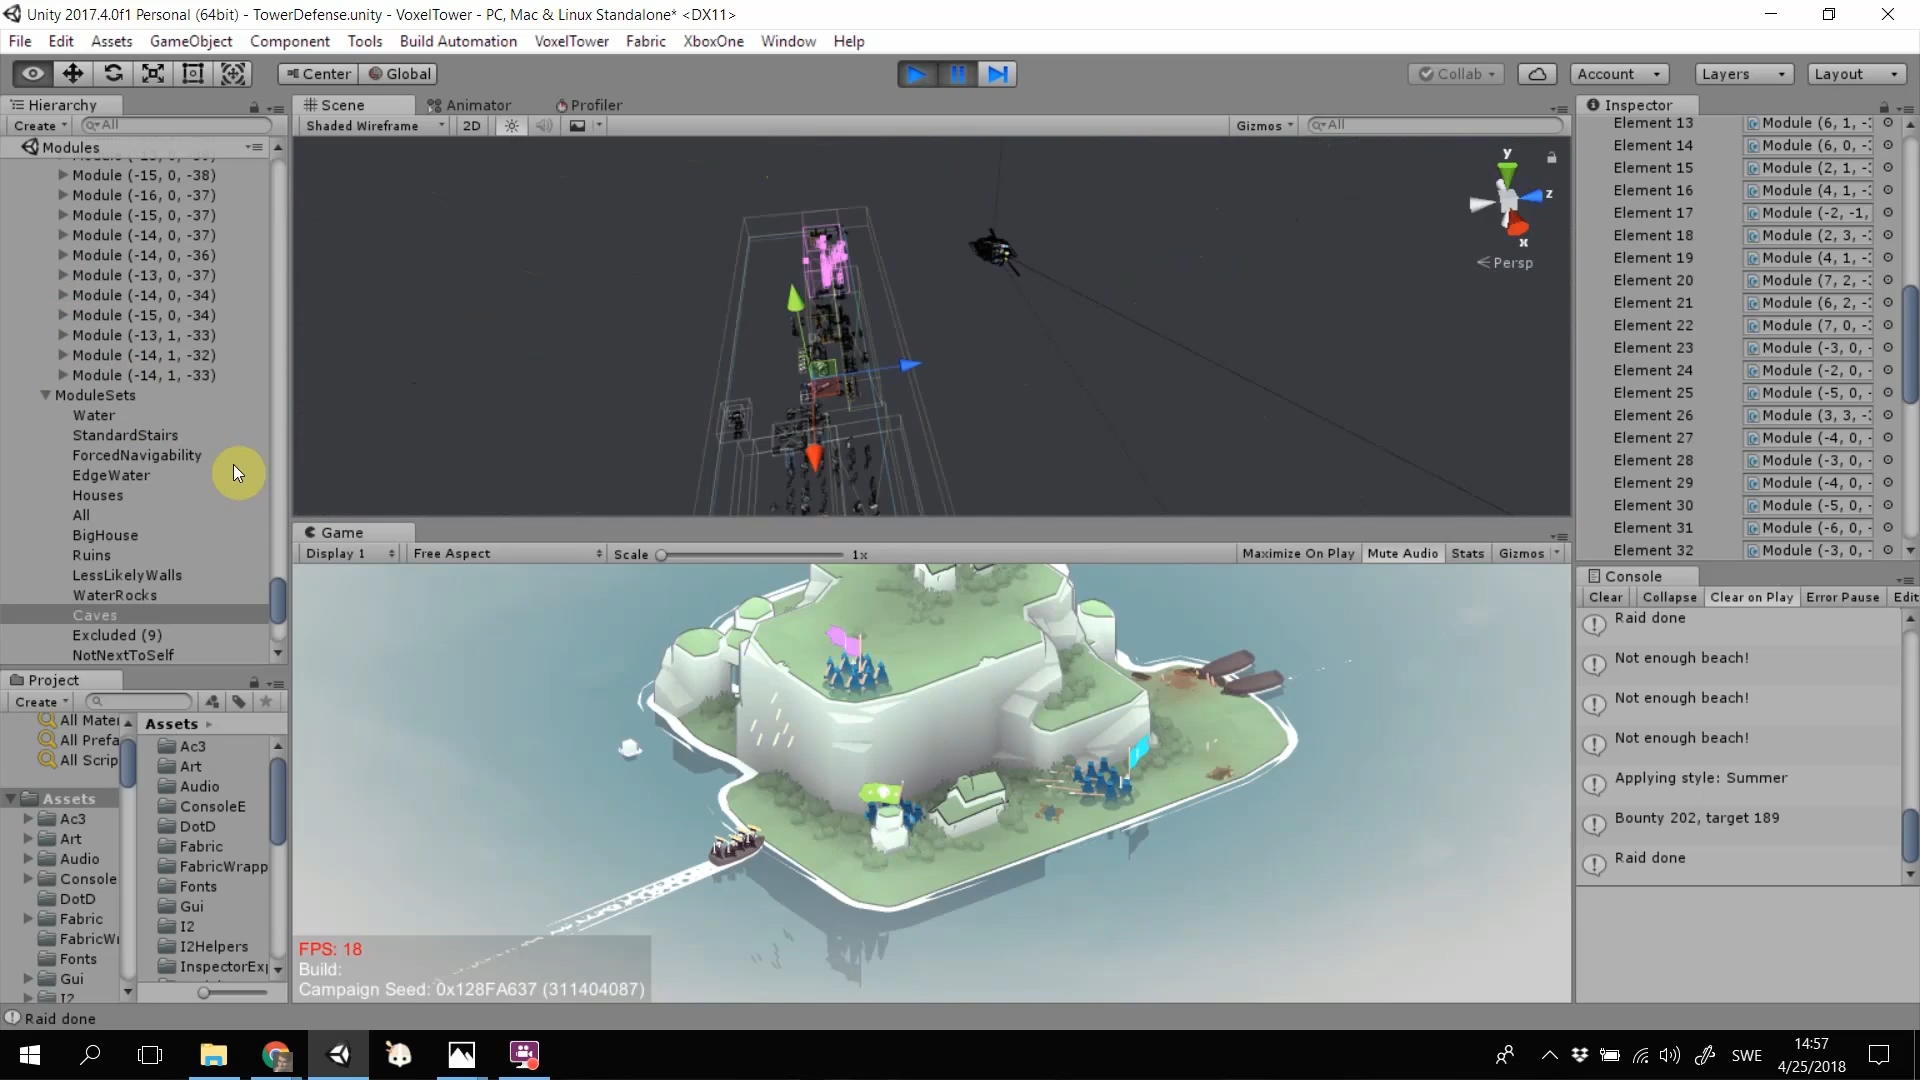 Unity 2017.4.0f1 Personal (64bit) - TowerDefense.unity - VoxelTower - PC, Mac & Linux Standalone* <DX11>
File Edit Assets GameObject Component Tools Build Automation VoxelTower Fabric XboxOne Window Help
Center Global Collab Account Layers Layout
Hierarchy
Create All
Modules
Module (-15, 0, -38)
Module (-16, 0, -37)
Module (-15, 0, -37)
Module (-14, 0, -37)
Module (-14, 0, -36)
Module (-13, 0, -37)
Module (-14, 0, -34)
Module (-15, 0, -34)
Module (-13, 1, -33)
Module (-14, 1, -32)
Module (-14, 1, -33)
ModuleSets
Water
StandardStairs
ForcedNavigability
EdgeWater
Houses
All
BigHouse
Ruins
LessLikelyWalls
WaterRocks
Caves
Excluded (9)
NotNextToSelf
Scene Animator Profiler
Shaded Wireframe 2D Gizmos All
y
z
x
Persp
Game
Display 1 Free Aspect Scale 1x Maximize On Play Mute Audio Stats Gizmos
FPS: 18
Build:
Campaign Seed: 0x128FA637 (311404087)
Inspector
Element 13 Module (6, 1, -
Element 14 Module (6, 0, -
Element 15 Module (2, 1, -
Element 16 Module (4, 1, -
Element 17 Module (-2, -1,
Element 18 Module (2, 3, -
Element 19 Module (4, 1, -
Element 20 Module (7, 2, -
Element 21 Module (6, 2, -
Element 22 Module (7, 0, -
Element 23 Module (-3, 0, -
Element 24 Module (-2, 0, -
Element 25 Module (-5, 0, -
Element 26 Module (3, 3, -
Element 27 Module (-4, 0, -
Element 28 Module (-3, 0, -
Element 29 Module (-4, 0, -
Element 30 Module (-5, 0, -
Element 31 Module (-6, 0, -
Element 32 Module (-3, 0, -
Console
Clear Collapse Clear on Play Error Pause Edit
Raid done
Not enough beach!
Not enough beach!
Not enough beach!
Applying style: Summer
Bounty 202, target 189
Raid done
Project
Create
All Mater
All Prefa
All Scrip
Assets
Ac3
Art
Audio
Console
DotD
Fabric
FabricWr
Fonts
Gui
I2
Assets
Ac3
Art
Audio
ConsoleE
DotD
Fabric
FabricWrapp
Fonts
Gui
I2
I2Helpers
InspectorExp
Raid done
SWE
14:57
4/25/2018